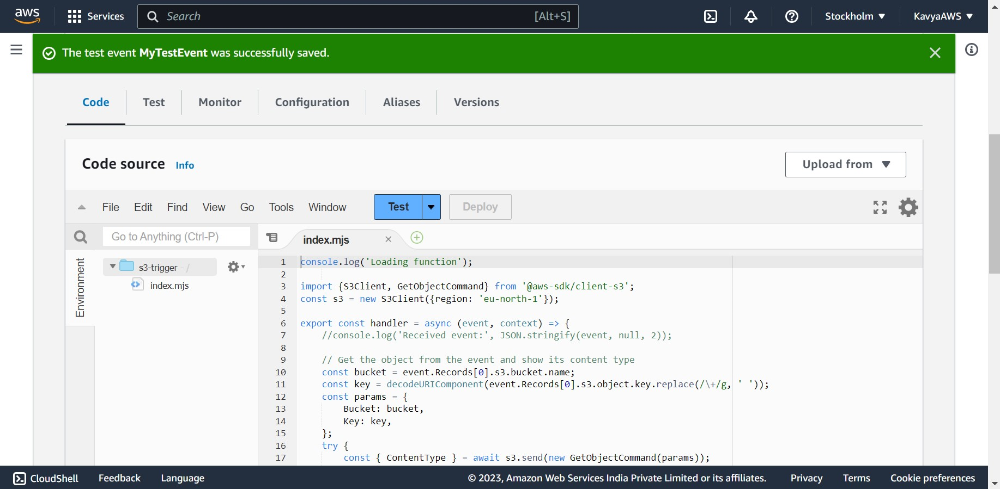 aws Services Search [Alt+S] Stockholm KavyaAWS
The test event MyTestEvent was successfully saved.
Code Test Monitor Configuration Aliases Versions
Code source Info Upload from
File Edit Find View Go Tools Window Test Deploy
Go to Anything (Ctrl-P)
index.mjs
Environment
s3-trigger - /
index.mjs
1 console.log('Loading function');
2
3 import {S3Client, GetObjectCommand} from '@aws-sdk/client-s3';
4 const s3 = new S3Client({region: 'eu-north-1'});
5
6 export const handler = async (event, context) => {
7 //console.log('Received event:', JSON.stringify(event, null, 2));
8
9 // Get the object from the event and show its content type
10 const bucket = event.Records[0].s3.bucket.name;
11 const key = decodeURIComponent(event.Records[0].s3.object.key.replace(/\+/g, ' '));
12 const params = {
13 Bucket: bucket,
14 Key: key,
15 };
16 try {
17 const { ContentType } = await s3.send(new GetObjectCommand(params));
CloudShell Feedback Language © 2023, Amazon Web Services India Private Limited or its affiliates. Privacy Terms Cookie preferences